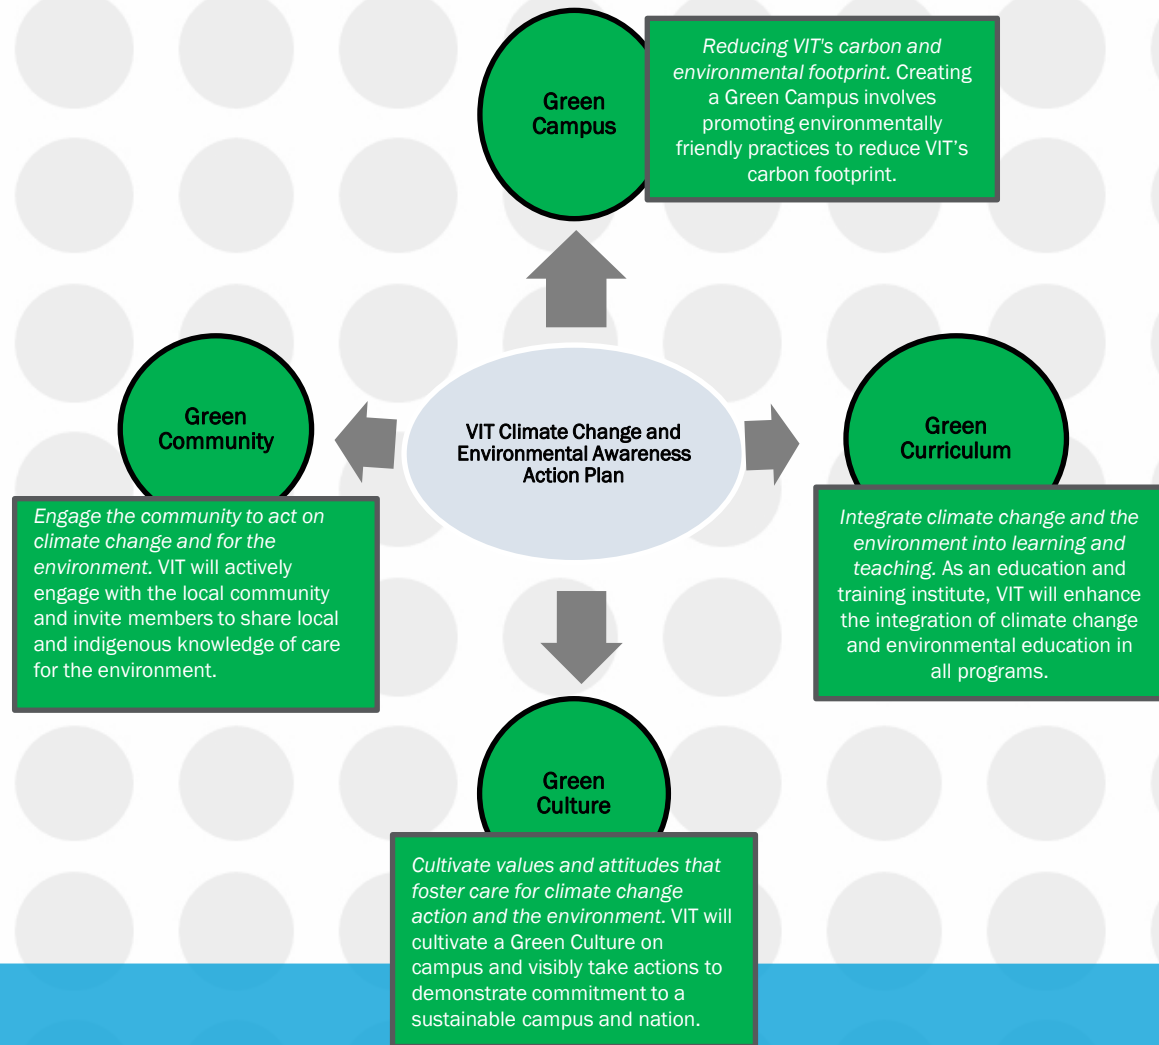 Green
Campus
Reducing VIT's carbon and
environmental footprint. Creating
a Green Campus involves
promoting environmentally
friendly practices to reduce VIT’s
carbon footprint.
Green
Community
Engage the community to act on
climate change and for the
environment. VIT will actively
engage with the local community
and invite members to share local
and indigenous knowledge of care
for the environment.
VIT Climate Change and
Environmental Awareness
Action Plan
Green
Curriculum
Integrate climate change and the
environment into learning and
teaching. As an education and
training institute, VIT will enhance
the integration of climate change
and environmental education in
all programs.
Green
Culture
Cultivate values and attitudes that
foster care for climate change
action and the environment. VIT will
cultivate a Green Culture on
campus and visibly take actions to
demonstrate commitment to a
sustainable campus and nation.